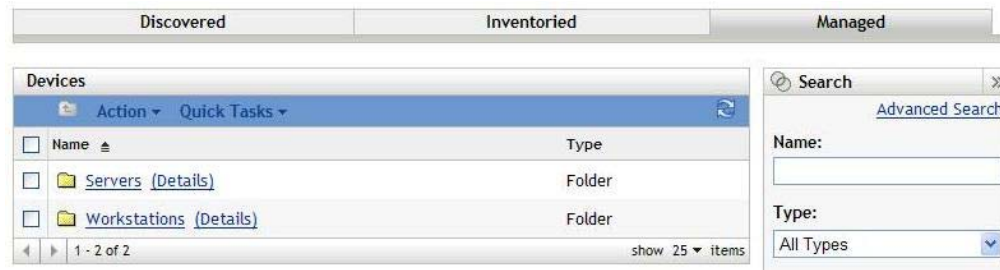 Discovered Inventoried Managed
Devices
Action Quick Tasks
Name Type
Servers (Details) Folder
Workstations (Details) Folder
1 - 2 of 2 show 25 items
Search »
Advanced Search
Name:
Type:
All Types